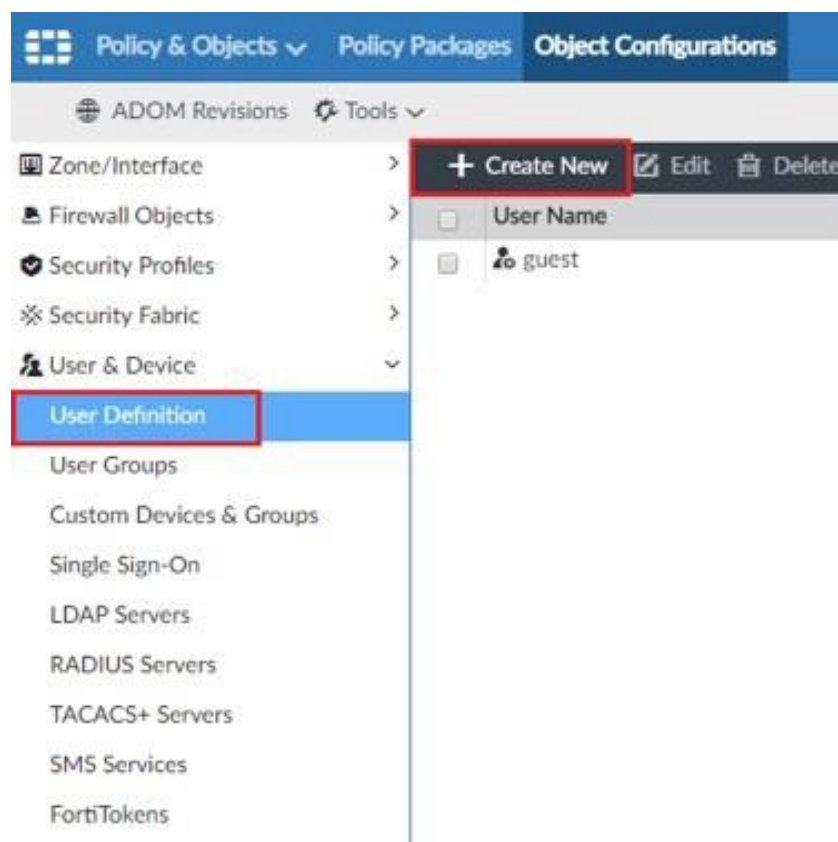 Policy & Objects Policy Packages Object Configurations
ADOM Revisions Tools
Zone/Interface
Firewall Objects
Security Profiles
Security Fabric
User & Device
User Definition
User Groups
Custom Devices & Groups
Single Sign-On
LDAP Servers
RADIUS Servers
TACACS+ Servers
SMS Services
FortiTokens
+ Create New Edit Delete
User Name
guest